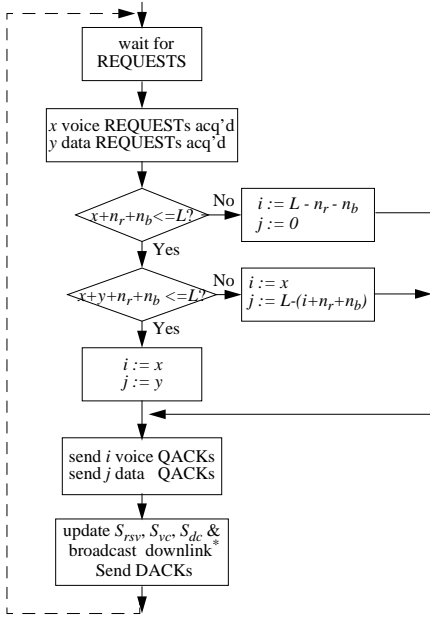 wait for
REQUESTS
x voice REQUESTs acq'd
y data REQUESTs acq'd
x+n_r+n_b<=L?
No
i := L - n_r - n_b
j := 0
Yes
x+y+n_r+n_b <=L?
No
i := x
j := L-(i+n_r+n_b)
Yes
i := x
j := y
send i voice QACKs
send j data QACKs
update S_rsv, S_vc, S_dc &
broadcast downlink*
Send DACKs